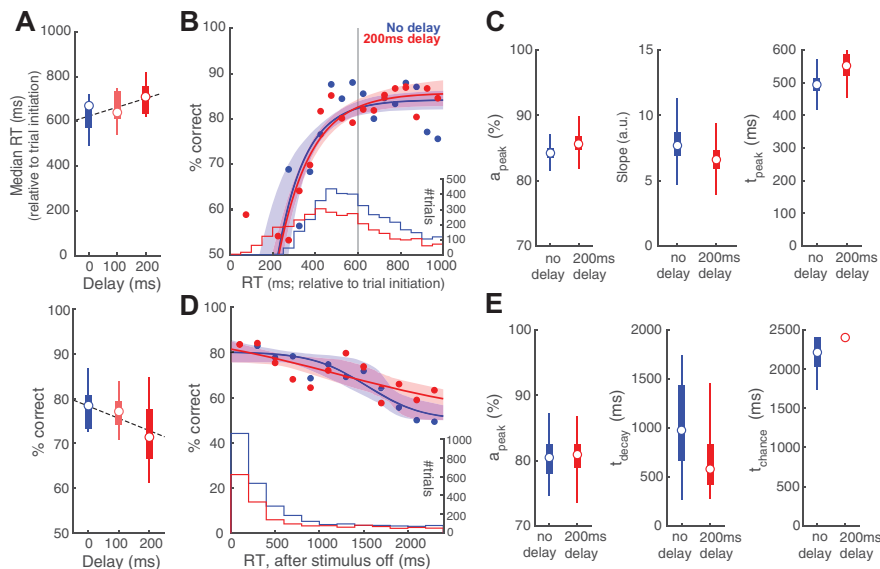 A
Median RT (ms)
(relative to trial initiation)
1000
800
600
400
200
0
0 100 200
Delay (ms)
% correct
100
90
80
70
60
50
0 100 200
Delay (ms)
B
No delay
200ms delay
% correct
100
90
80
70
60
50
#trials
500
400
300
200
100
0
0 200 400 600 800 1000
RT (ms; relative to trial initiation)
C
a peak (%)
100
90
80
70
no delay
200ms delay
Slope (a.u.)
15
10
5
0
no delay
200ms delay
t peak (ms)
600
500
400
300
200
100
0
no delay
200ms delay
D
% correct
100
90
80
70
60
50
#trials
1000
800
600
400
200
0
0 1000 1500 2000
RT, after stimulus off (ms)
E
a peak (%)
100
90
80
70
no delay
200ms delay
t decay (ms)
2000
1500
1000
500
0
no delay
200ms delay
t chance (ms)
2500
2000
1500
1000
500
0
no delay
200ms delay